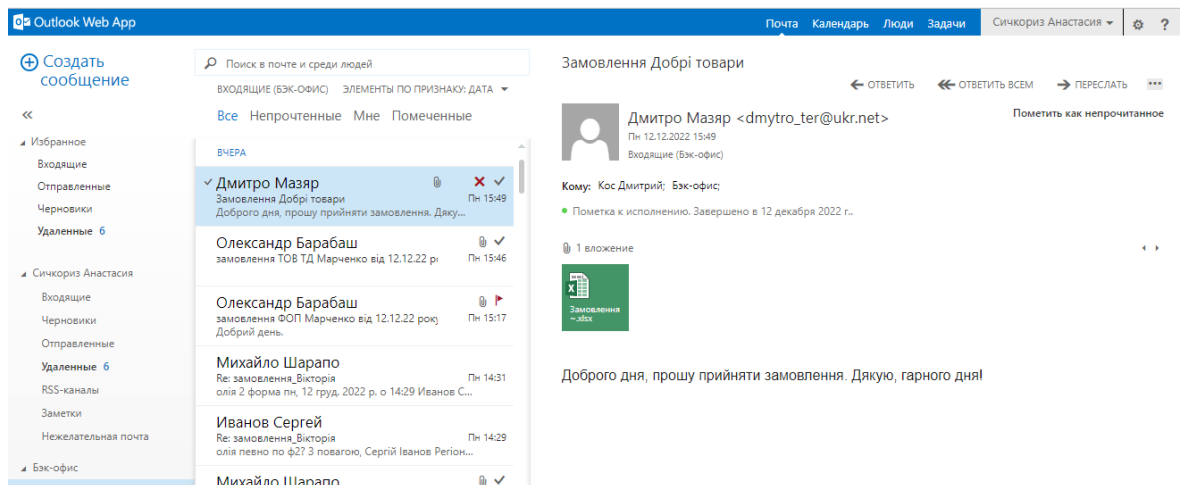 Outlook Web App
Почта Календарь Люди Задачи Сичкориз Анастасия ?
Создать сообщение
«
Избранное
Входящие
Отправленные
Черновики
Удаленные 6
Сичкориз Анастасия
Входящие
Черновики
Отправленные
Удаленные 6
RSS-каналы
Заметки
Нежелательная почта
Бэк-офис
Поиск в почте и среди людей
ВХОДЯЩИЕ (БЭК-ОФИС) ЭЛЕМЕНТЫ ПО ПРИЗНАКУ: ДАТА
Все Непрочтенные Мне Помеченные
ВЧЕРА
Дмитро Мазяр
Замовлення Добрі товари Пн 15:49
Доброго дня, прошу прийняти замовлення. Дяку...
Олександр Барабаш
замовлення ТОВ ТД Марченко від 12.12.22 Пн 15:46
Олександр Барабаш
замовлення ФОП Марченко від 12.12.22 року Пн 15:17
Добрий день.
Михайло Шарапо
Re: замовлення_Вікторія Пн 14:31
олія 2 форма пн, 12 груд. 2022 р. о 14:29 Иванов С...
Иванов Сергей
Re: замовлення_Вікторія Пн 14:29
олія певно по ф2? З повагою, Сергій Іванов Регіон...
Михайло Шарапо
Замовлення Добрі товари
ОТВЕТИТЬ ОТВЕТИТЬ ВСЕМ ПЕРЕСЛАТЬ ...
Дмитро Мазяр <dmytro_ter@ukr.net> Пометить как непрочитанное
Пн 12.12.2022 15:49
Входящие (Бэк-офис)
Кому: Кос Дмитрий; Бэк-офис;
Пометка к исполнению. Завершено в 12 декабря 2022 г..
1 вложение
Замовлення
~.xlsx
Доброго дня, прошу прийняти замовлення. Дякую, гарного дня!